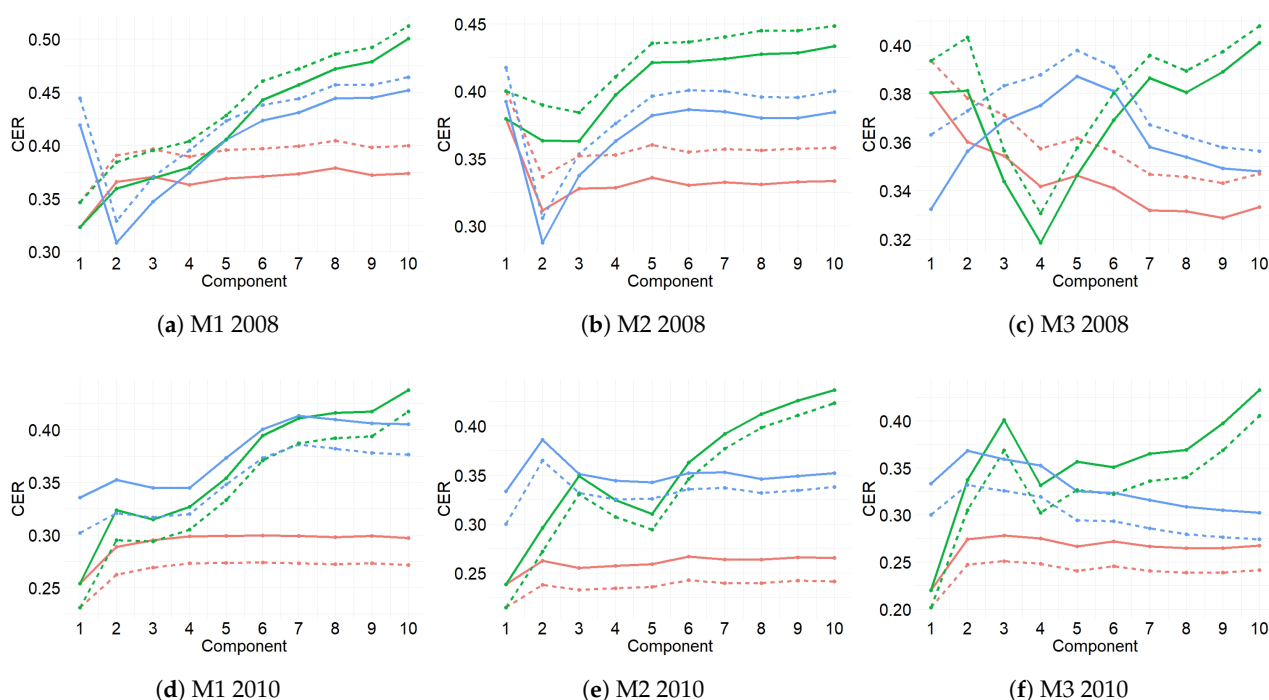 0.50
0.45
0.40
0.35
0.30
CER
1 2 3 4 5 6 7 8 9 10
Component
(a) M1 2008
0.45
0.40
0.35
0.30
CER
1 2 3 4 5 6 7 8 9 10
Component
(b) M2 2008
0.40
0.38
0.36
0.34
0.32
CER
1 2 3 4 5 6 7 8 9 10
Component
(c) M3 2008
0.40
0.35
0.30
0.25
CER
1 2 3 4 5 6 7 8 9 10
Component
(d) M1 2010
0.40
0.35
0.30
0.25
CER
1 2 3 4 5 6 7 8 9 10
Component
(e) M2 2010
0.40
0.35
0.30
0.25
0.20
CER
1 2 3 4 5 6 7 8 9 10
Component
(f) M3 2010